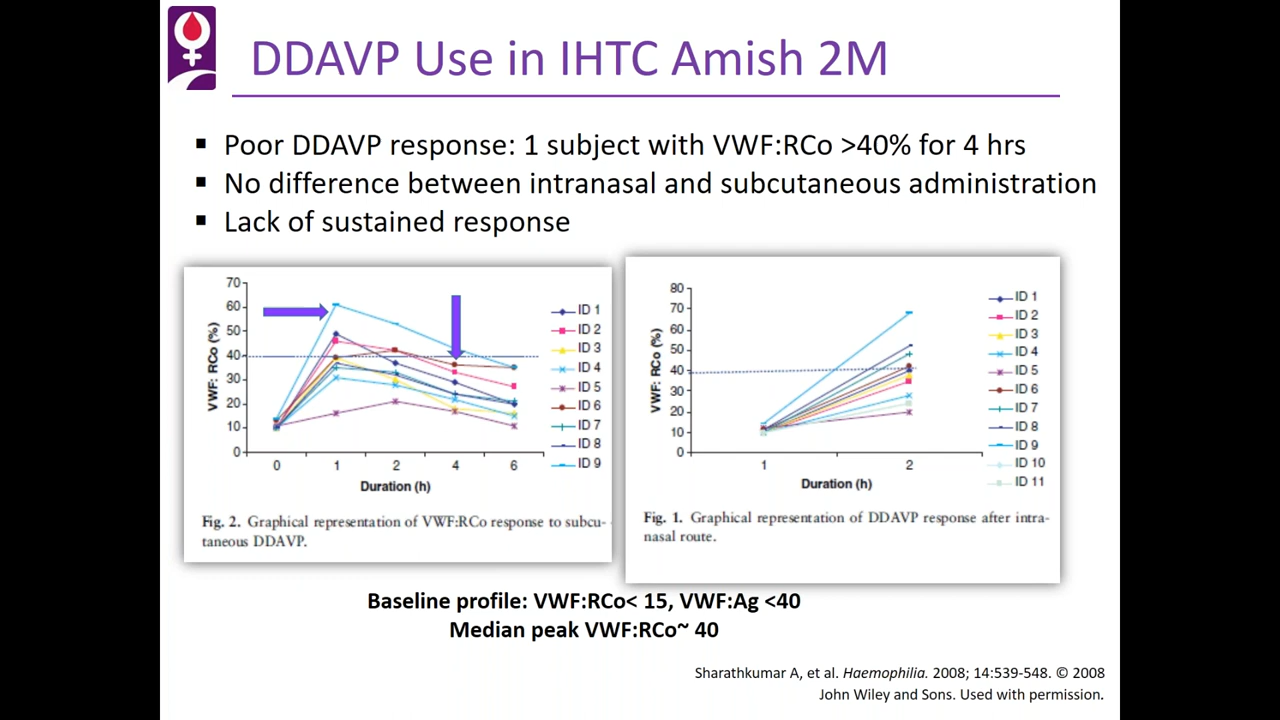 DDAVP Use in IHTC Amish 2M
▪ Poor DDAVP response: 1 subject with VWF:RCo >40% for 4 hrs
▪ No difference between intranasal and subcutaneous administration
▪ Lack of sustained response
VWF: RCo (%)
70
60
50
40
30
20
10
0
0 1 2 4 6
Duration (h)
ID 1
ID 2
ID 3
ID 4
ID 5
ID 6
ID 7
ID 8
ID 9
Fig. 2. Graphical representation of VWF:RCo response to subcu-
taneous DDAVP.
VWF: RCo (%)
80
70
60
50
40
30
20
10
0
1 2
Duration (h)
ID 1
ID 2
ID 3
ID 4
ID 5
ID 6
ID 7
ID 8
ID 9
ID 10
ID 11
Fig. 1. Graphical representation of DDAVP response after intra-
nasal route.
Baseline profile: VWF:RCo< 15, VWF:Ag <40
Median peak VWF:RCo~ 40
Sharathkumar A, et al. Haemophilia. 2008; 14:539-548. © 2008
John Wiley and Sons. Used with permission.